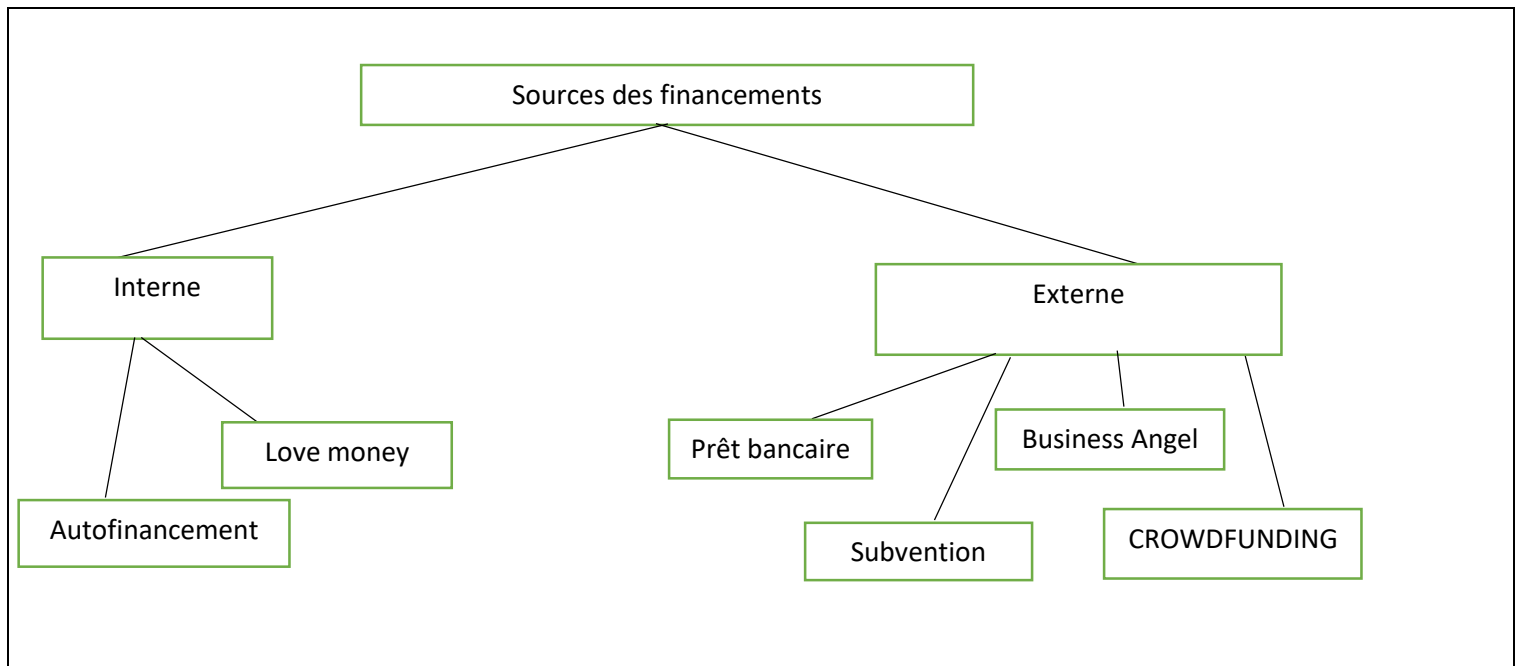 Sources des financements
Interne
Externe
Love money
Autofinancement
Prêt bancaire
Business Angel
Subvention
CROWDFUNDING